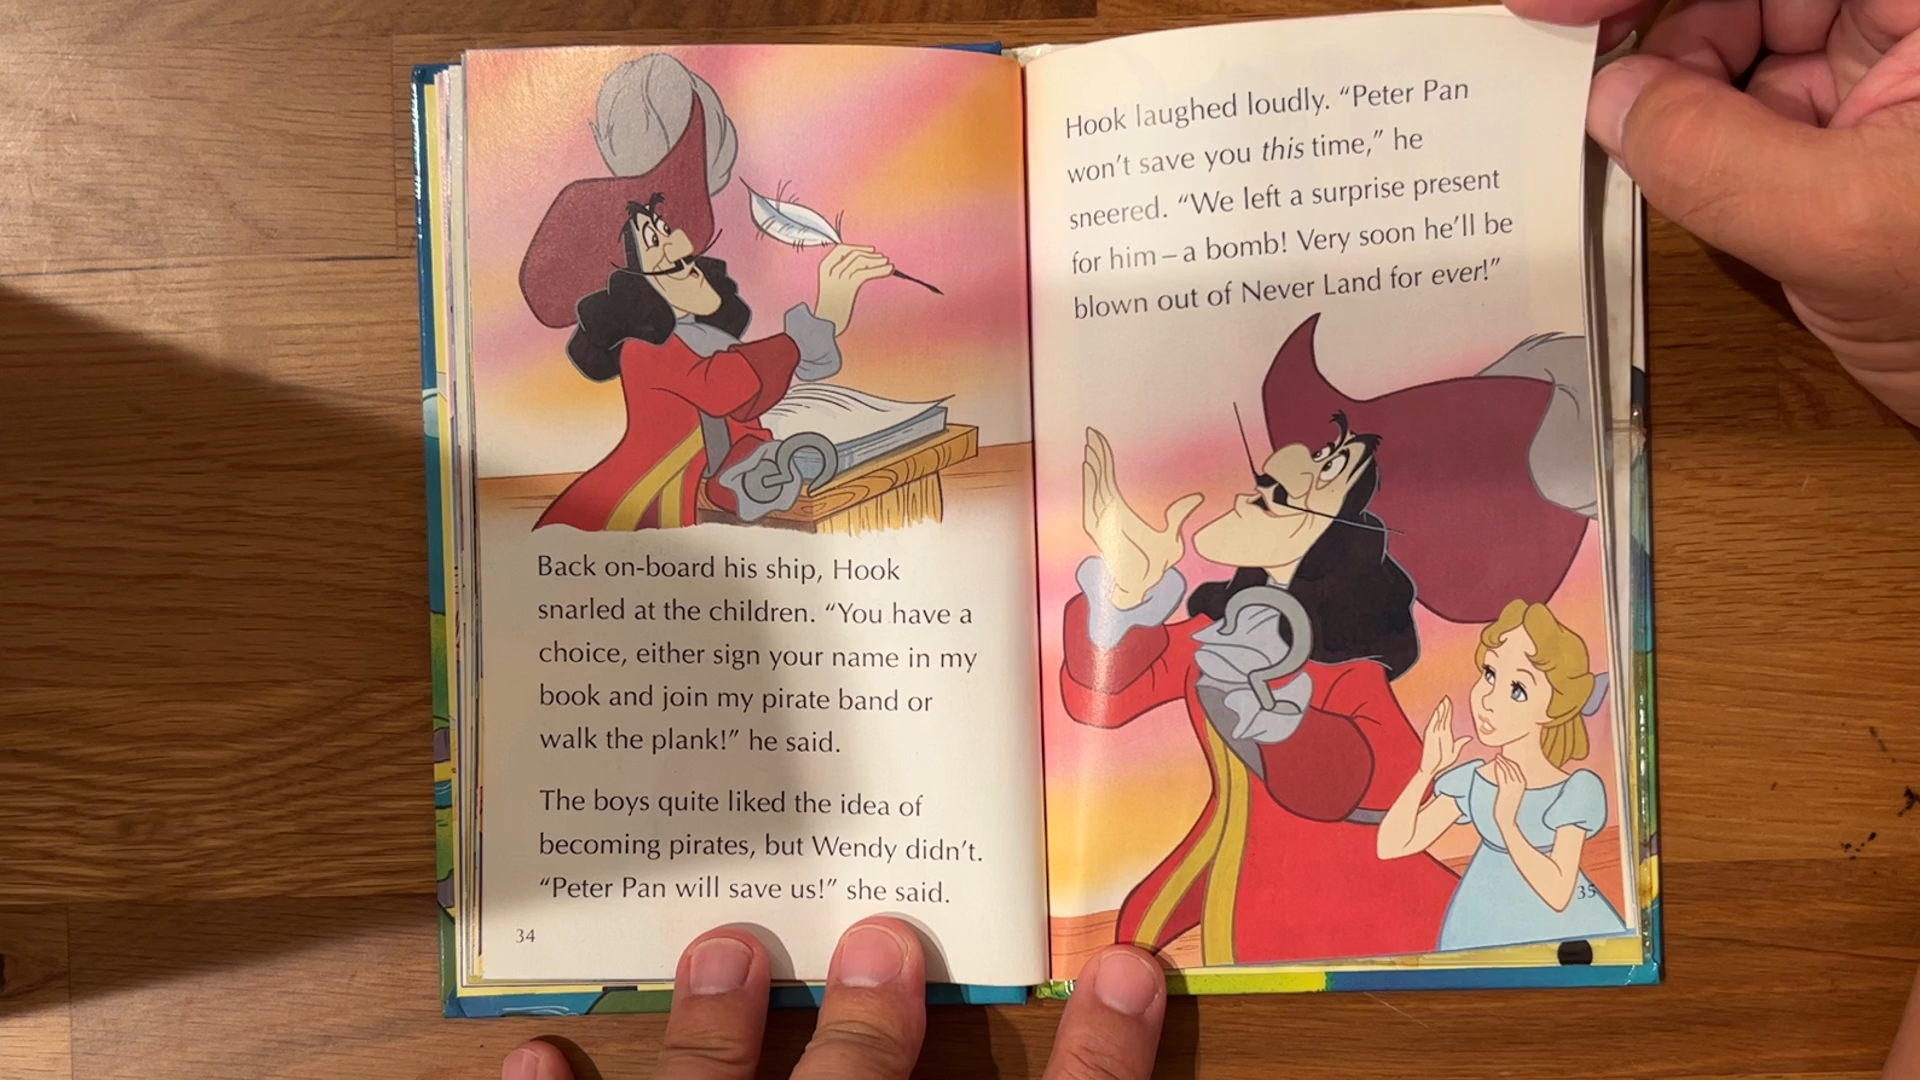 Back on-board his ship, Hook
snarled at the children. “You have a
choice, either sign your name in my
book and join my pirate band or
walk the plank!” he said.
The boys quite liked the idea of
becoming pirates, but Wendy didn’t.
“Peter Pan will save us!” she said.
34
Hook laughed loudly. “Peter Pan
won’t save you this time,” he
sneered. “We left a surprise present
for him – a bomb! Very soon he’ll be
blown out of Never Land for ever!”
35